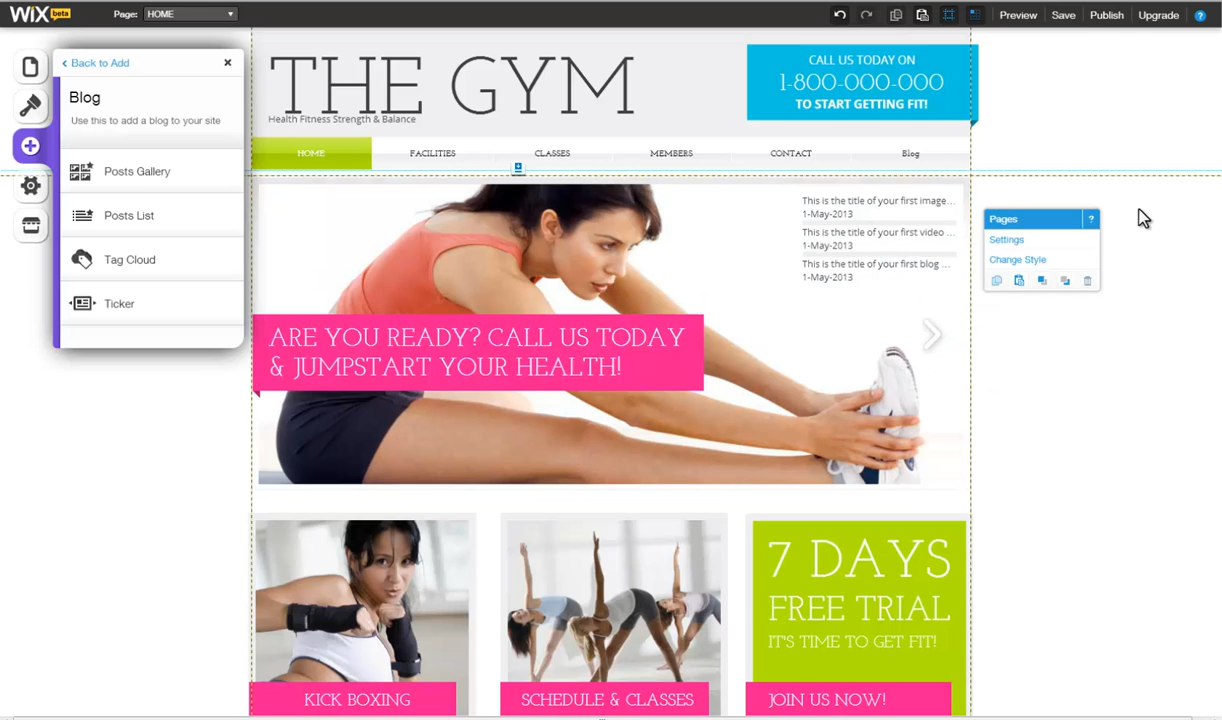 WiX beta
Page: HOME
Preview Save Publish Upgrade ?
Back to Add
Blog
Use this to add a blog to your site
Posts Gallery
Posts List
Tag Cloud
Ticker
THE GYM
Health Fitness Strength & Balance
CALL US TODAY ON
1-800-000-000
TO START GETTING FIT!
HOME FACILITIES CLASSES MEMBERS CONTACT Blog
This is the title of your first image...
1-May-2013
This is the title of your first video ...
1-May-2013
This is the title of your first blog ...
1-May-2013
Pages ?
Settings
Change Style
ARE YOU READY? CALL US TODAY
& JUMPSTART YOUR HEALTH!
7 DAYS
FREE TRIAL
IT'S TIME TO GET FIT!
KICK BOXING
SCHEDULE & CLASSES
JOIN US NOW!